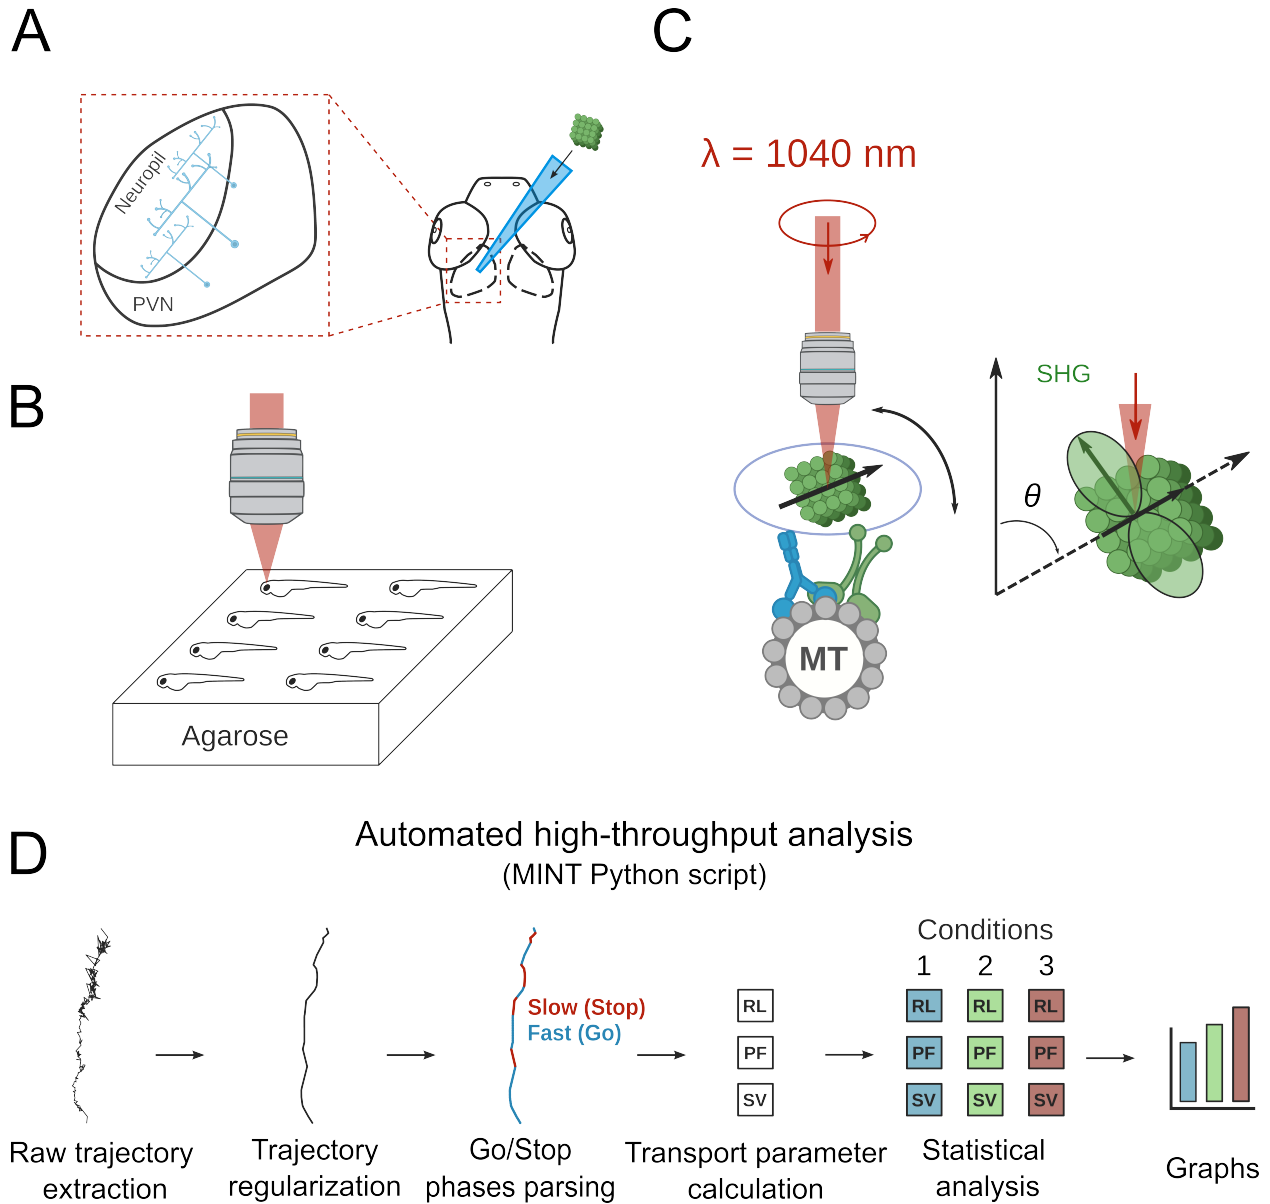 A
Neuropil
PVN
B
Agarose
C
λ = 1040 nm
SHG
θ
MT
D
Automated high-throughput analysis
(MINT Python script)
Slow (Stop)
Fast (Go)
RL
PF
SV
Conditions
1 2 3
RL RL RL
PF PF PF
SV SV SV
Raw trajectory
extraction
Trajectory
regularization
Go/Stop
phases parsing
Transport parameter
calculation
Statistical
analysis
Graphs